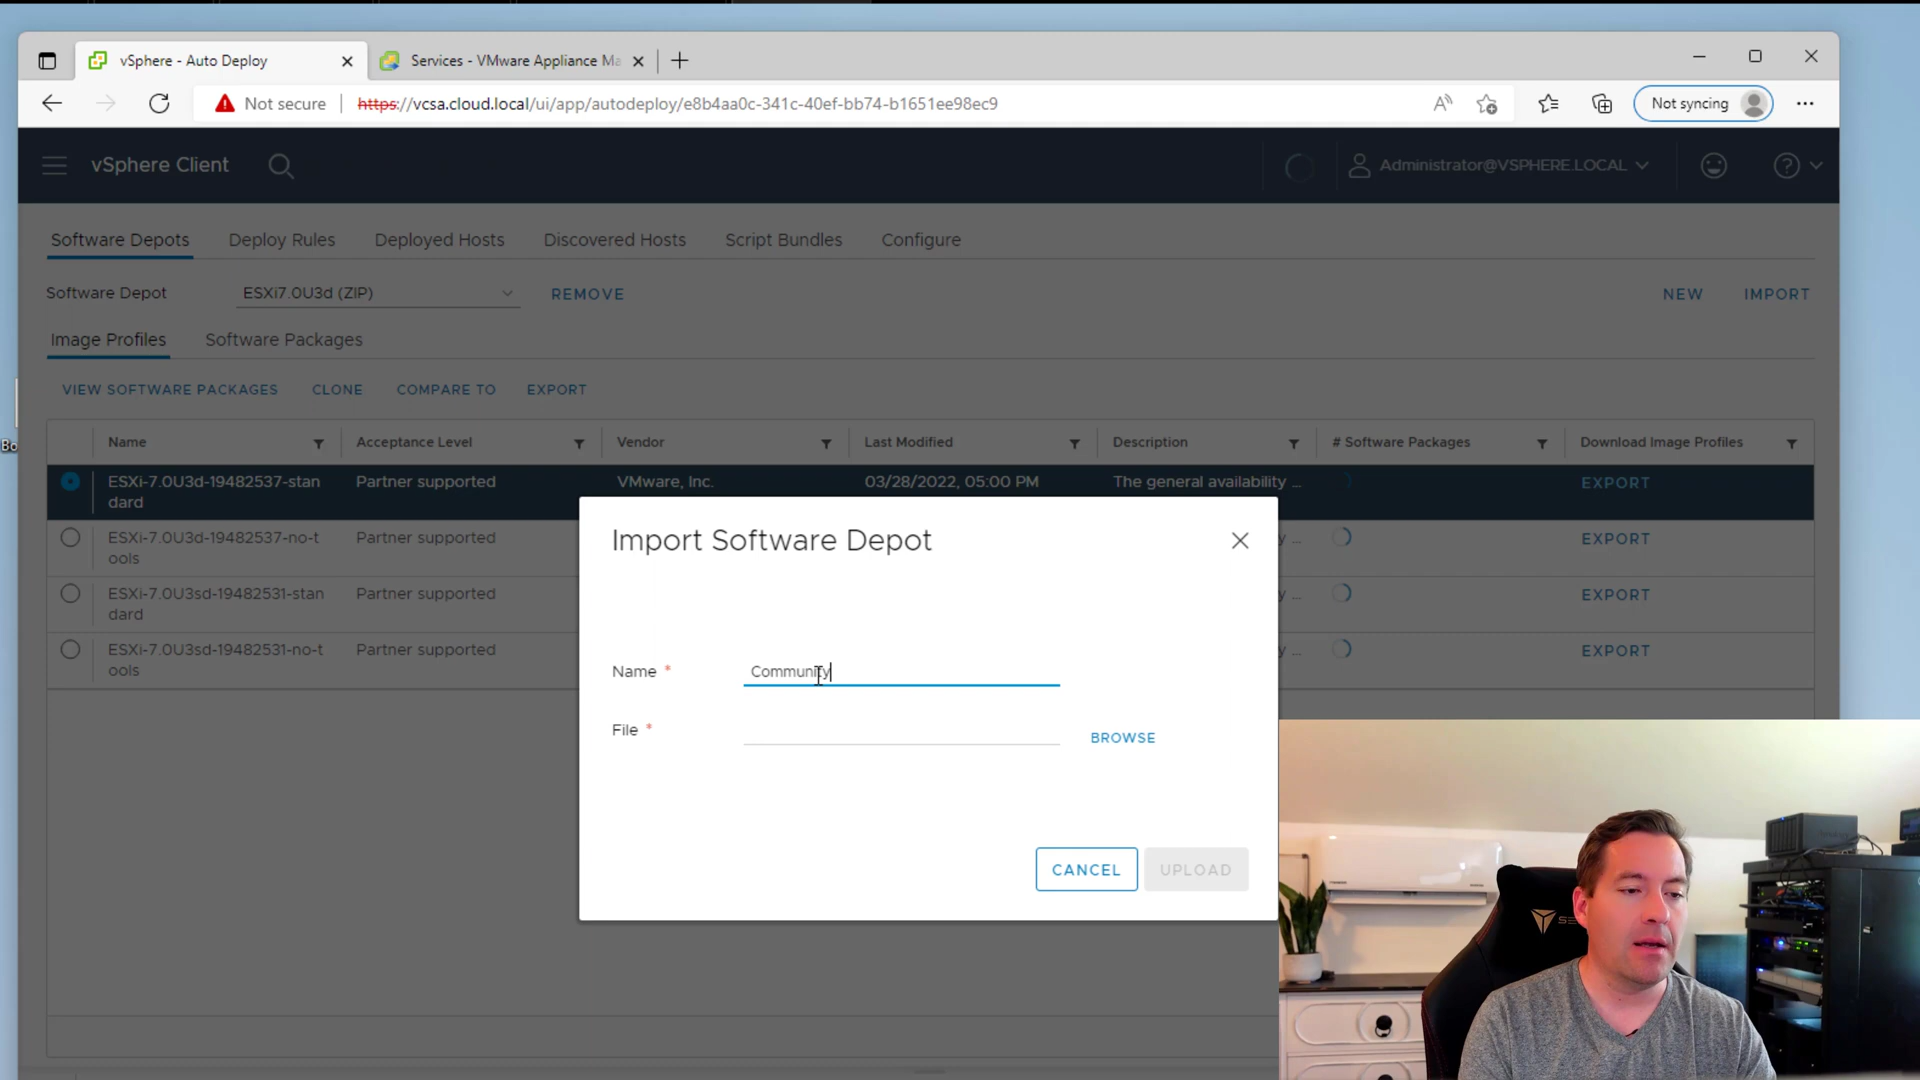 vSphere - Auto Deploy
Services - VMware Appliance Ma
Not secure
https://vcsa.cloud.local/ui/app/autodeploy/e8b4aa0c-341c-40ef-bb74-b1651ee98ec9
Not syncing
vSphere Client
Administrator@VSPHERE.LOCAL
Software Depots
Deploy Rules
Deployed Hosts
Discovered Hosts
Script Bundles
Configure
Software Depot
ESXi7.0U3d (ZIP)
REMOVE
NEW
IMPORT
Image Profiles
Software Packages
VIEW SOFTWARE PACKAGES
CLONE
COMPARE TO
EXPORT
Name
Acceptance Level
Vendor
Last Modified
Description
# Software Packages
Download Image Profiles
ESXi-7.0U3d-19482537-stan
dard
Partner supported
VMware, Inc.
03/28/2022, 05:00 PM
The general availability ...
EXPORT
ESXi-7.0U3d-19482537-no-t
ools
Partner supported
y ...
EXPORT
ESXi-7.0U3sd-19482531-stan
dard
Partner supported
y ...
EXPORT
ESXi-7.0U3sd-19482531-no-t
ools
Partner supported
y ...
EXPORT
Bo
Import Software Depot
Name *
Community
File *
BROWSE
CANCEL
UPLOAD